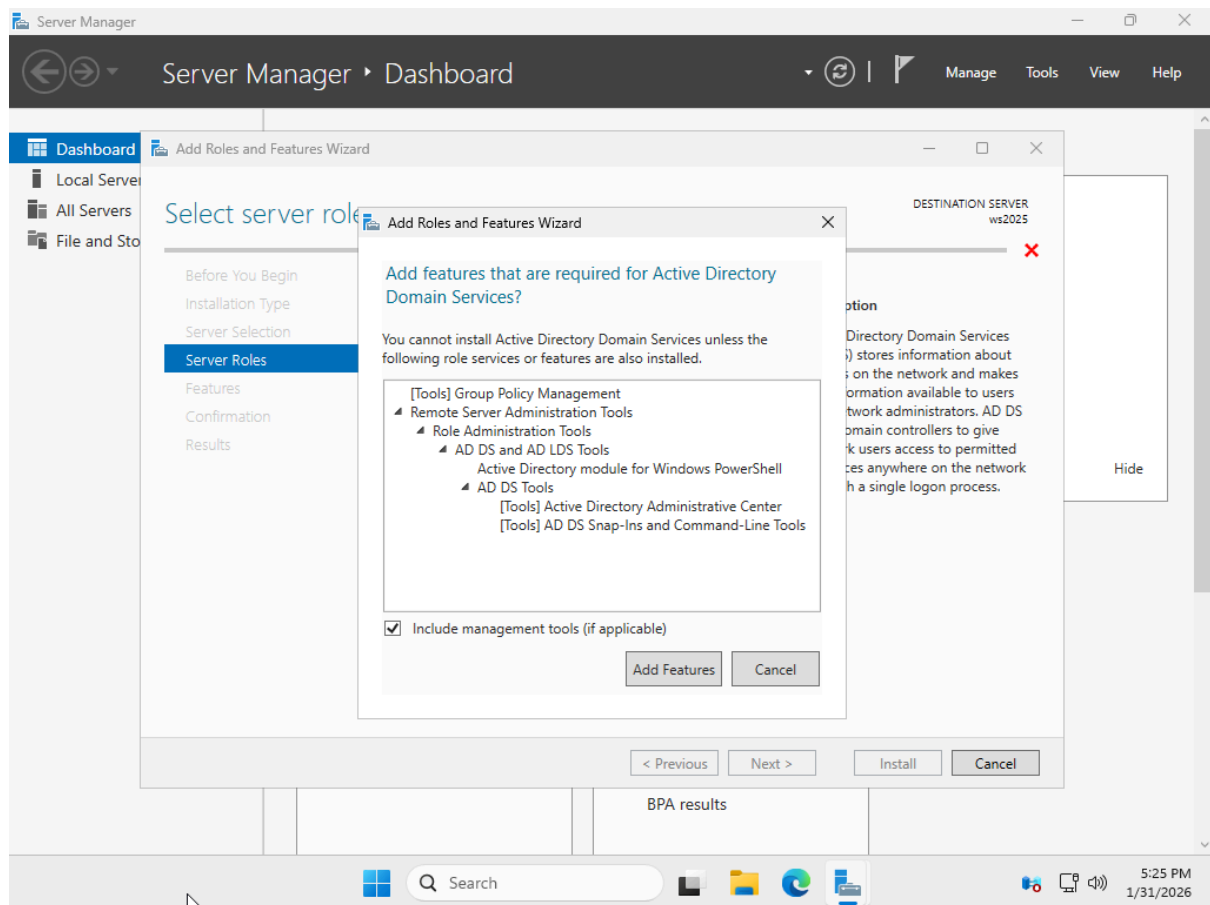 Server Manager
Server Manager ‣ Dashboard
Manage Tools View Help
Dashboard
Local Server
All Servers
File and Sto
Add Roles and Features Wizard
Select server role
DESTINATION SERVER
ws2025
Before You Begin
Installation Type
Server Selection
Server Roles
Features
Confirmation
Results
Add Roles and Features Wizard
Add features that are required for Active Directory
Domain Services?
You cannot install Active Directory Domain Services unless the
following role services or features are also installed.
[Tools] Group Policy Management
Remote Server Administration Tools
Role Administration Tools
AD DS and AD LDS Tools
Active Directory module for Windows PowerShell
AD DS Tools
[Tools] Active Directory Administrative Center
[Tools] AD DS Snap-Ins and Command-Line Tools
Include management tools (if applicable)
Add Features Cancel
ption
Directory Domain Services
) stores information about
on the network and makes
ormation available to users
twork administrators. AD DS
omain controllers to give
k users access to permitted
ces anywhere on the network
h a single logon process.
Hide
< Previous Next > Install Cancel
BPA results
Search
5:25 PM
1/31/2026